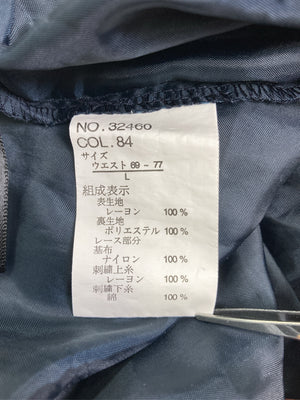 NO.32466
COL.84
サイズ
ウエスト 69 - 77
L
組成表示
表生地
レーヨン 100%
裏生地
ポリエステル 100%
レース部分
基布
ナイロン 100%
刺繍上糸
レーヨン 100%
刺繍下糸
綿 100%